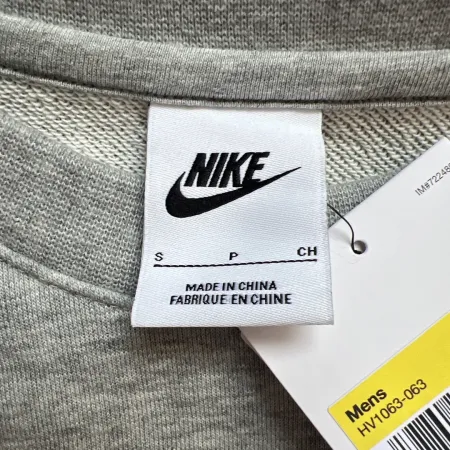 NIKE
S P CH
MADE IN CHINA
FABRIQUE EN CHINE
Mens
HV1063-063